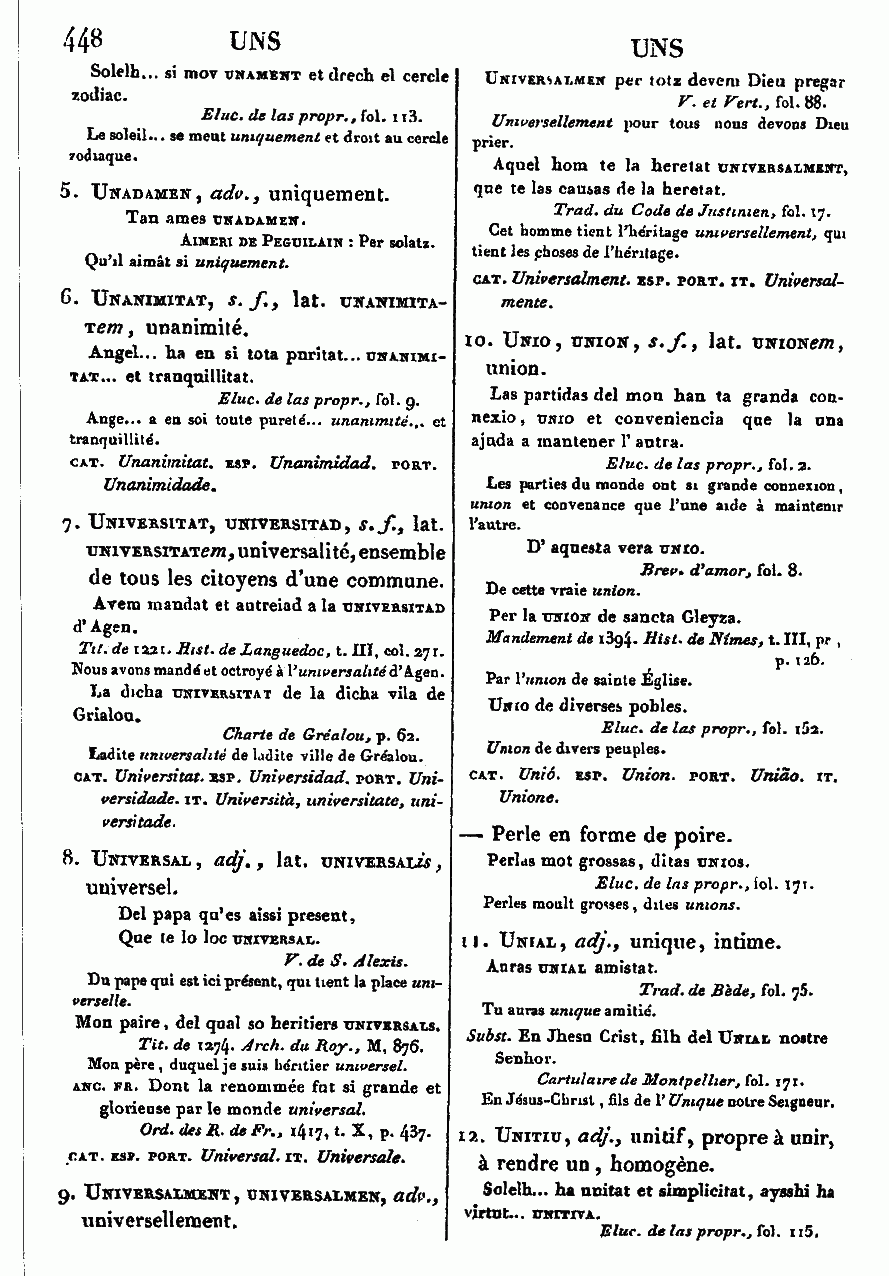 448 UNS
Solelh... si mov UNAMENT et drech el cercle
zodiac.
Eluc. de las propr., fol. 113.
Le soleil... se meut uniquement et droit au cercle
zodiaque.
5. UNADAMEN, adv., uniquement.
Tan ames UNADAMEN.
AIMERI DE PEGUILAIN : Per solatz.
Qu'il aimât si uniquement.
6. UNANIMITAT, s. f., lat. UNANIMITA-
TEM, unanimité.
Angel... ha en si tota puritat... UNANIMI-
TAT... et tranquillitat.
Eluc. de las propr., fol. 9.
Ange... a en soi toute pureté... unanimité... et
tranquillité.
CAT. Unanimitat. ESP. Unanimidad. PORT.
Unanimidade.
7. UNIVERSITAT, UNIVERSITAD, s. f., lat.
UNIVERSITATem, universalité, ensemble
de tous les citoyens d'une commune.
Avem mandat et autreiad a la UNIVERSITAD
d'Agen.
Tit. de 1221. Hist. de Languedoc, t. III, col. 271.
Nous avons mandé et octroyé à l'universalité d'Agen.
La dicha UNIVERSITAT de la dicha vila de
Grialou.
Charte de Gréalou, p. 62.
Ladite universalité de ladite ville de Gréalou.
CAT. Universitat. ESP. Universidad. PORT. Uni-
versidade. IT. Università, universitate, uni-
versitade.
8. UNIVERSAL, adj., lat. UNIVERSALis,
universel.
Del papa qu'es aissi present,
Que te lo loc UNIVERSAL.
V. de S. Alexis.
Du pape qui est ici présent, qui tient la place uni-
verselle.
Mon paire, del qual so heritiers UNIVERSALS.
Tit. de 1274. Arch. du Roy., M, 876.
Mon père, duquel je suis héritier universel.
ANC. FR. Dont la renommée fut si grande et
glorieuse par le monde universal.
Ord. des R. de Fr., 1417, t. X, p. 437.
CAT. ESP. PORT. Universal. IT. Universale.
9. UNIVERSALMENT, UNIVERSALMEN, adv.,
universellement.
UNS
UNIVERSALMEN per totz devem Dieu pregar
V. et Vert., fol. 88.
Universellement pour tous nous devons Dieu
prier.
Aquel hom te la heretat UNIVERSALMENT,
que te las causas de la heretat.
Trad. du Code de Justinien, fol. 17.
Cet homme tient l'héritage universellement, qui
tient les choses de l'héritage.
CAT. Universalment. ESP. PORT. IT. Universal-
mente.
10. UNIO, UNION, s. f., lat. UNIONem,
union.
Las partidas del mon han ta granda con-
nexio, UNIO et conveniencia que la una
ajuda a mantener l'autra.
Eluc. de las propr., fol. 2.
Les parties du monde ont si grande connexion,
union et convenance que l'une aide à maintenir
l'autre.
D'aquesta vera UNIO.
Brev. d'amor, fol. 8.
De cette vraie union.
Per la UNION de sancta Gleyza.
Mandement de 1394. Hist. de Nîmes, t. III, pr,
p. 126.
Par l'union de sainte Église.
UNIO de diverses pobles.
Eluc. de las propr., fol. 152.
Union de divers peuples.
CAT. Unió. ESP. Union. PORT. União. IT.
Unione.
— Perle en forme de poire.
Perlas mot grossas, ditas UNIOS.
Eluc. de las propr., fol. 171.
Perles moult grosses, dites unions.
11. UNIAL, adj., unique, intime.
Auras UNIAL amistat.
Trad. de Bède, fol. 75.
Tu auras unique amitié.
Subst. En Jhesu Crist, filh del UNIAL nostre
Senhor.
Cartulaire de Montpellier, fol. 171.
En Jésus-Christ, fils de l'Unique notre Seigneur.
12. UNITIU, adj., unitif, propre à unir,
à rendre un, homogène.
Solelh... ha unitat et simplicitat, aysshi ha
virtut... UNITIVA.
Eluc. de las propr., fol. 115.